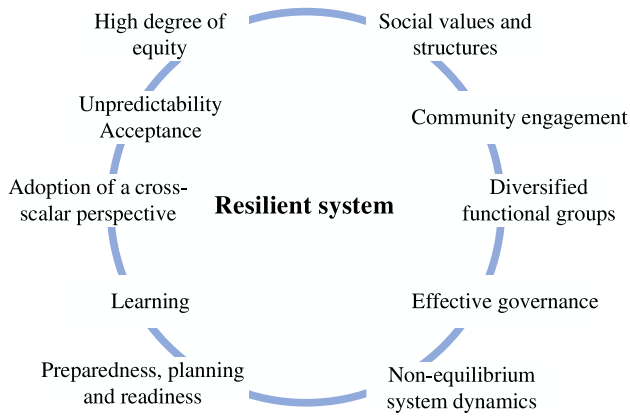 High degree of
equity
Social values and
structures
Unpredictability
Acceptance
Community engagement
Adoption of a cross-
scalar perspective
Resilient system
Diversified
functional groups
Learning
Effective governance
Preparedness, planning
and readiness
Non-equilibrium
system dynamics